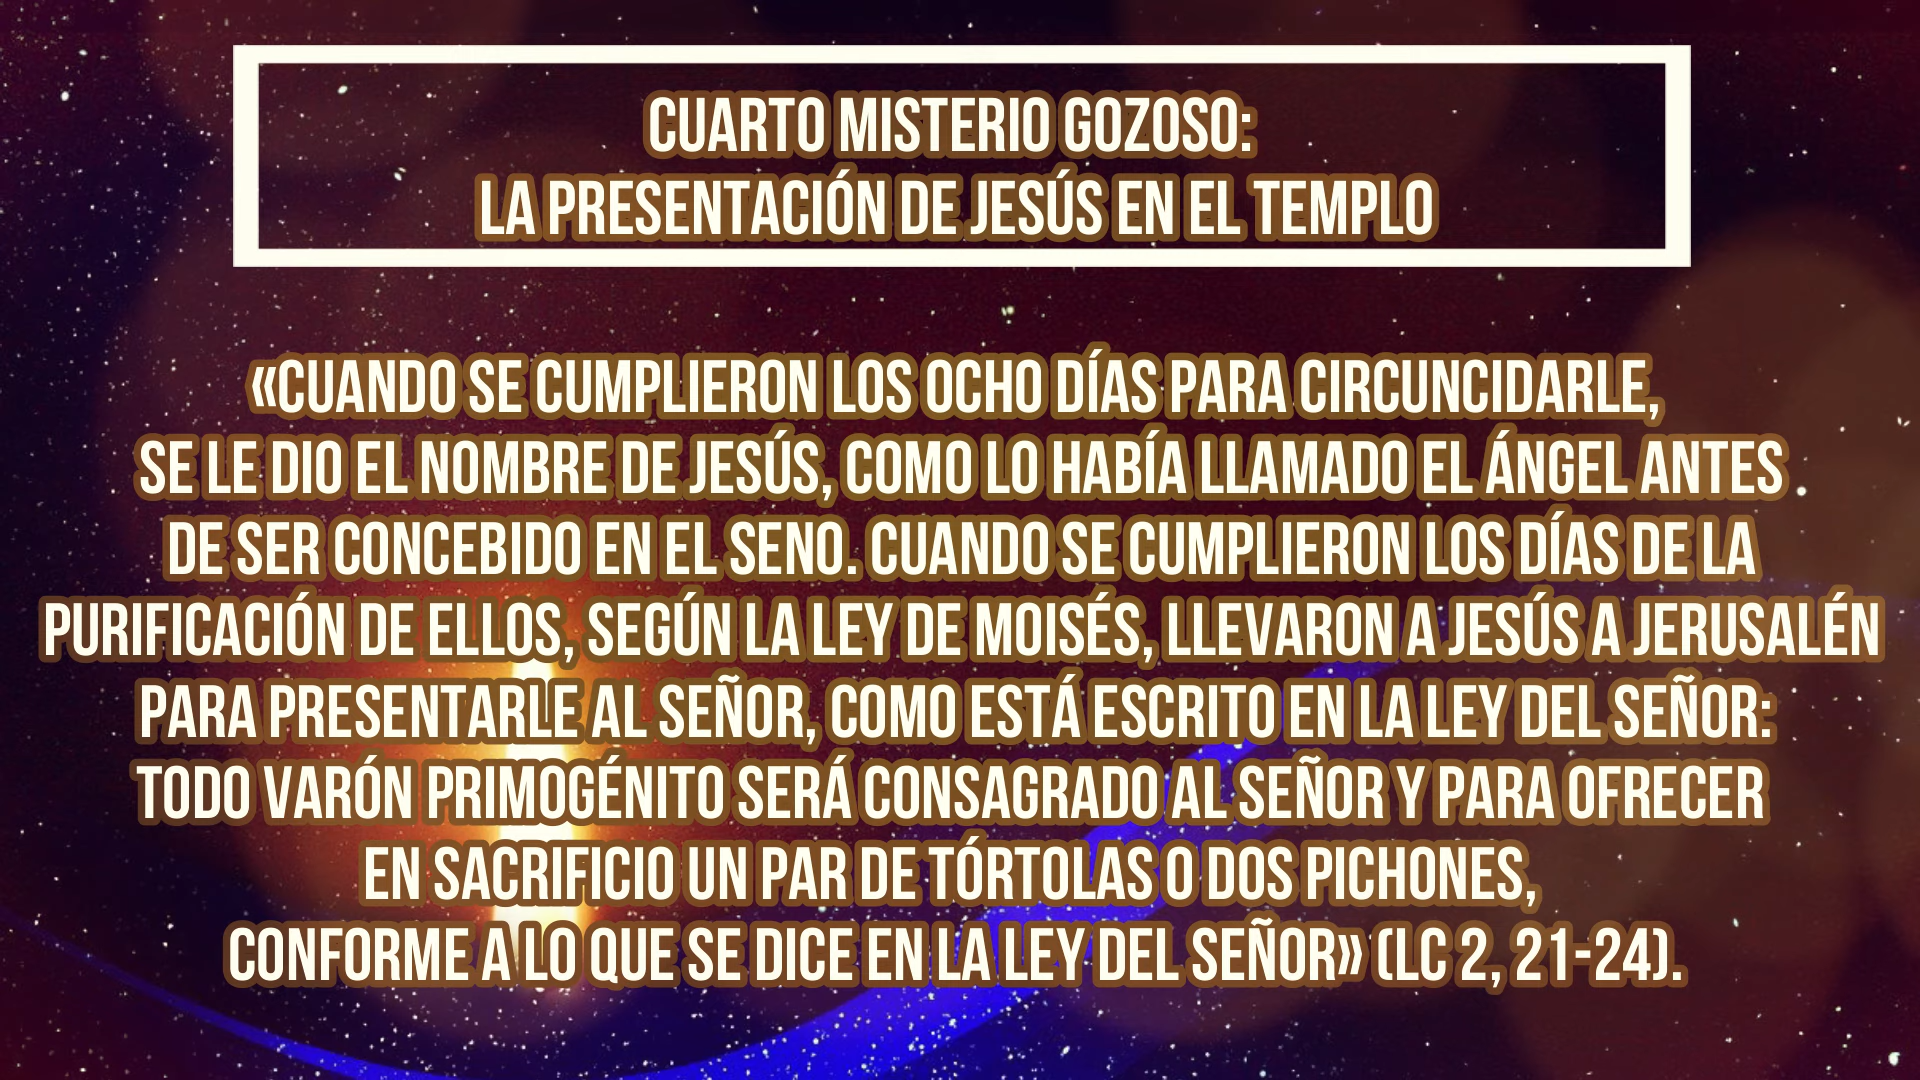 CUARTO MISTERIO GOZOSO:
LA PRESENTACIÓN DE JESÚS EN EL TEMPLO
«CUANDO SE CUMPLIERON LOS OCHO DÍAS PARA CIRCUNCIDARLE,
SE LE DIO EL NOMBRE DE JESÚS, COMO LO HABÍA LLAMADO EL ÁNGEL ANTES
DE SER CONCEBIDO EN EL SENO. CUANDO SE CUMPLIERON LOS DÍAS DE LA
PURIFICACIÓN DE ELLOS, SEGÚN LA LEY DE MOISÉS, LLEVARON A JESÚS A JERUSALÉN
PARA PRESENTARLE AL SEÑOR, COMO ESTÁ ESCRITO EN LA LEY DEL SEÑOR:
TODO VARÓN PRIMOGÉNITO SERÁ CONSAGRADO AL SEÑOR Y PARA OFRECER
EN SACRIFICIO UN PAR DE TÓRTOLAS O DOS PICHONES,
CONFORME A LO QUE SE DICE EN LA LEY DEL SEÑOR» (LC 2, 21-24).